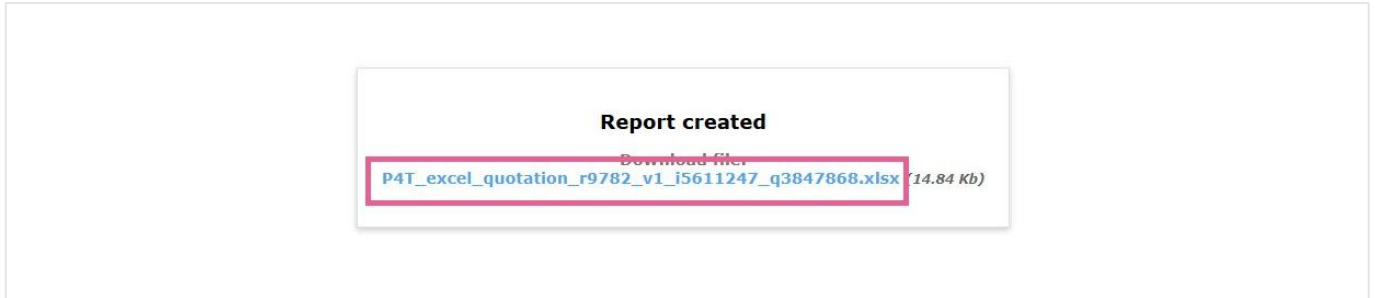 Report created
Download file:
P4T_excel_quotation_r9782_v1_i5611247_q3847868.xlsx (14.84 Kb)